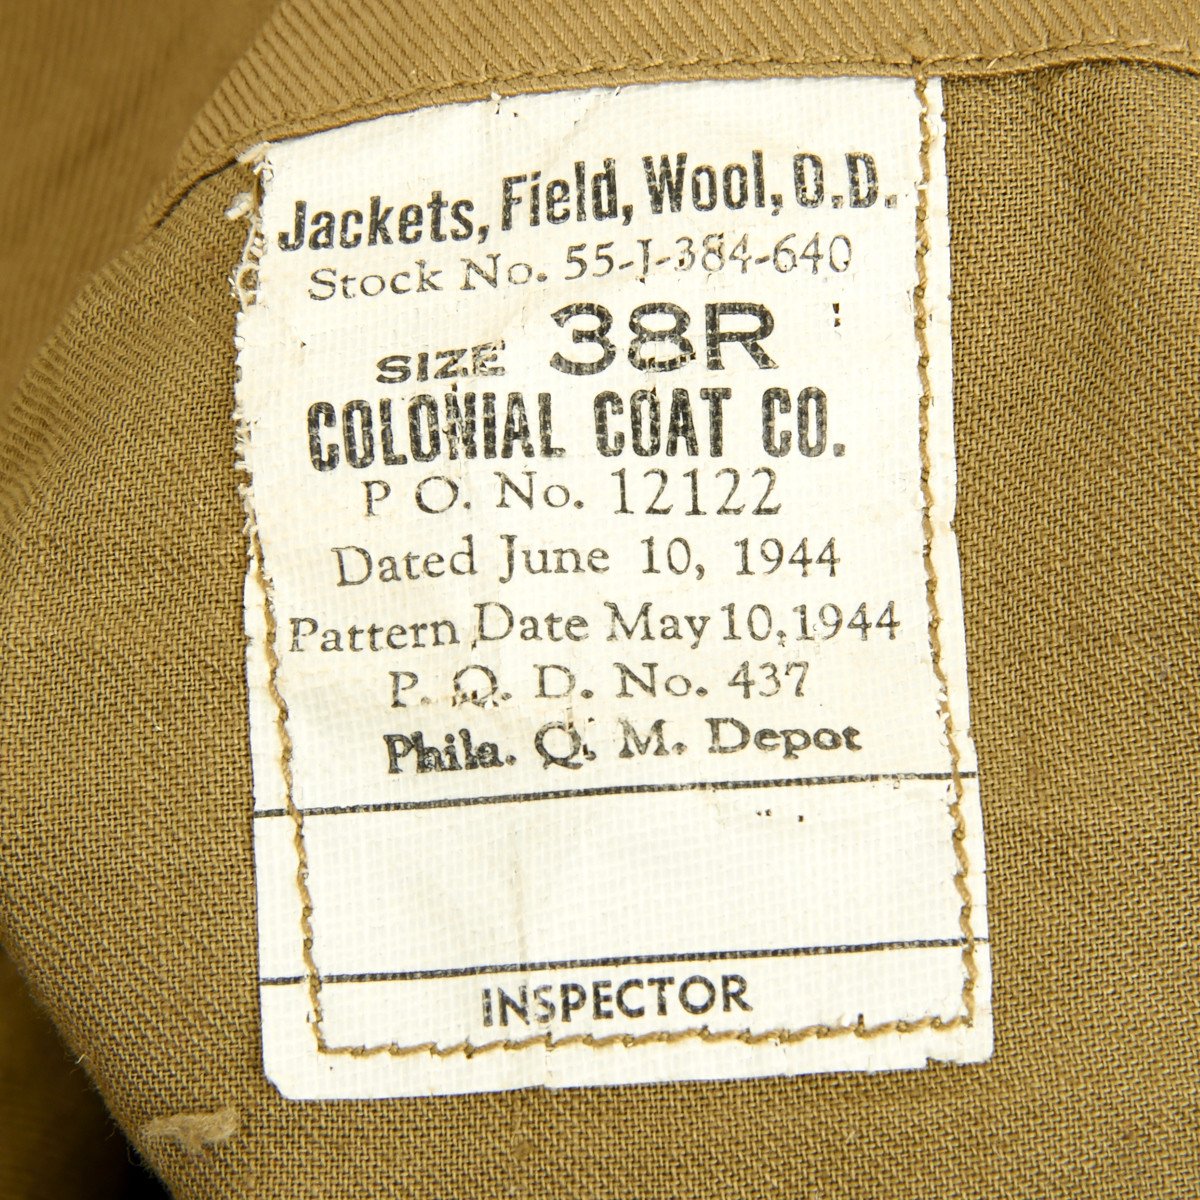 Jackets, Field, Wool, O.D.
Stock No. 55-J-384-640
SIZE 38R
COLONIAL COAT CO.
P O. No. 12122
Dated June 10, 1944
Pattern Date May 10, 1944
P. Q. D. No. 437
Phila. Q. M. Depot
INSPECTOR